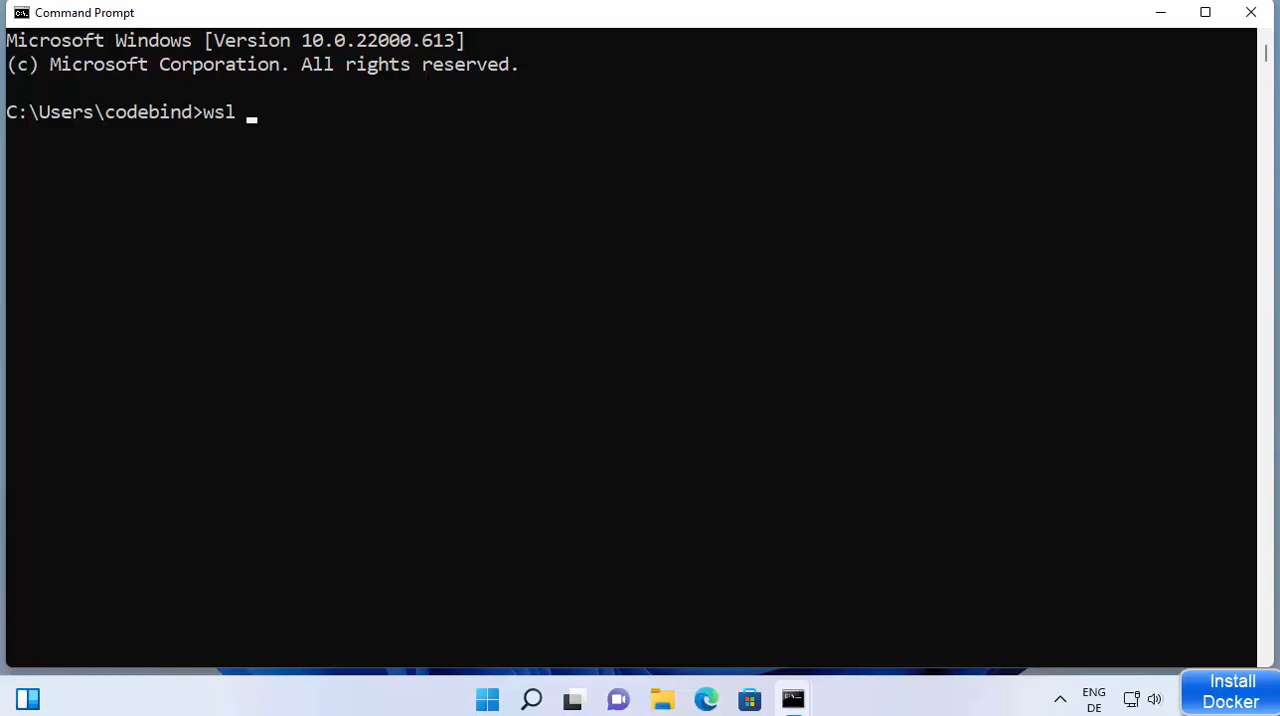 Command Prompt
Microsoft Windows [Version 10.0.22000.613]
(c) Microsoft Corporation. All rights reserved.
C:\Users\codebind>wsl _
ENG
DE
Install
Docker